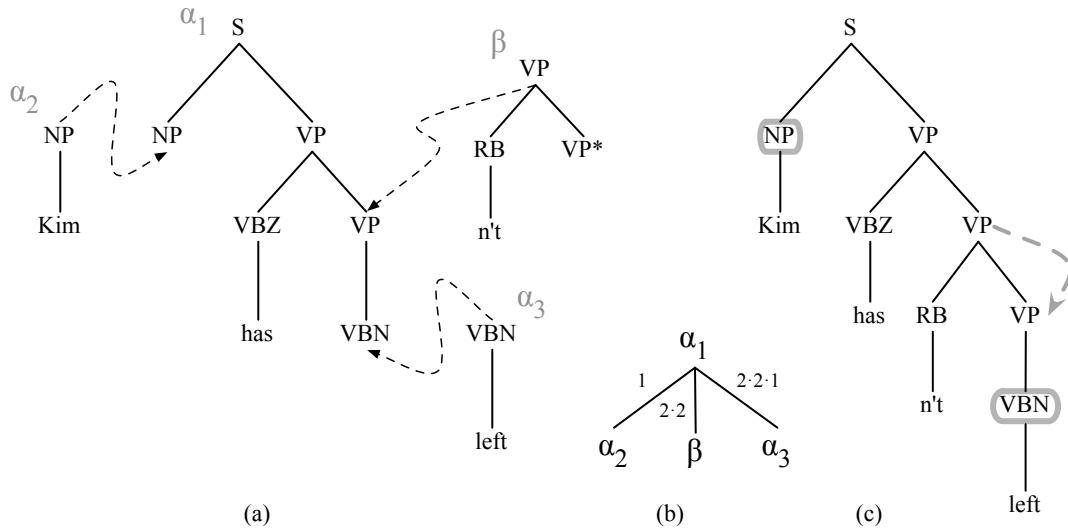 α1 S
β VP
α2 NP NP VP
RB VP*
Kim VBZ VP n't
has VBN
α3 VBN
left
(a)
α1
1 2·2 2·2·1
α2 β α3
(b)
S
NP VP
Kim VBZ VP
has RB VP
n't VBN
left
(c)